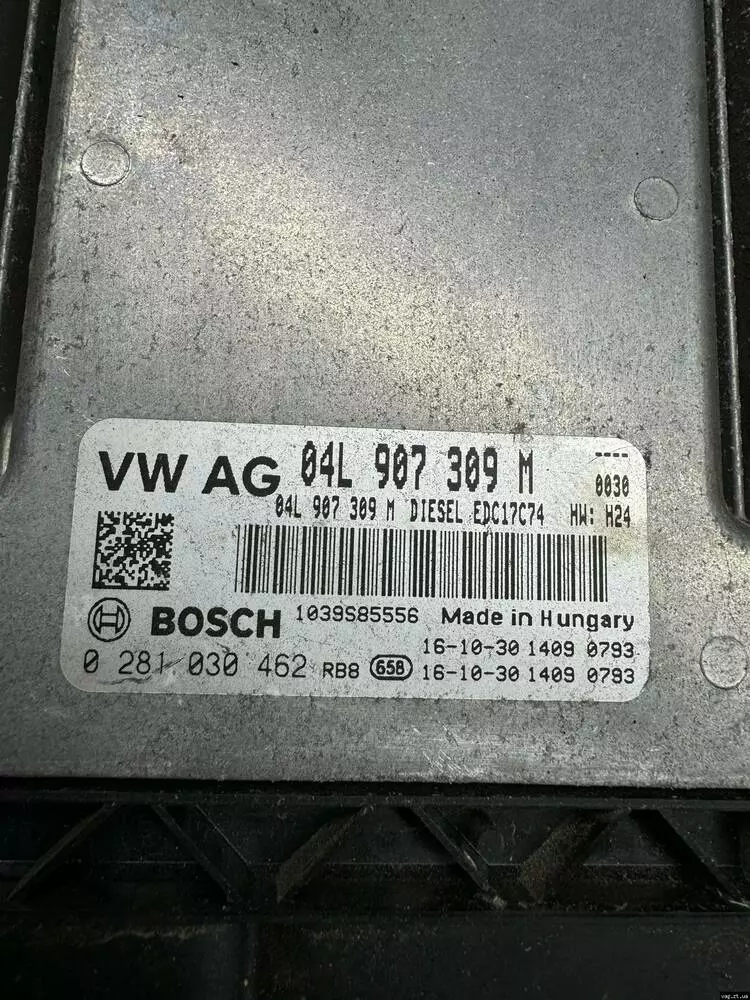 VW AG 04L 907 309 M ----
0030
04L 907 309 M DIESEL EDC17C74 HW: H24
BOSCH 1039S85556 Made in Hungary
16-10-30 1409 0793
0 281 030 462 RB8 658 16-10-30 1409 0793
vag.zt.ua